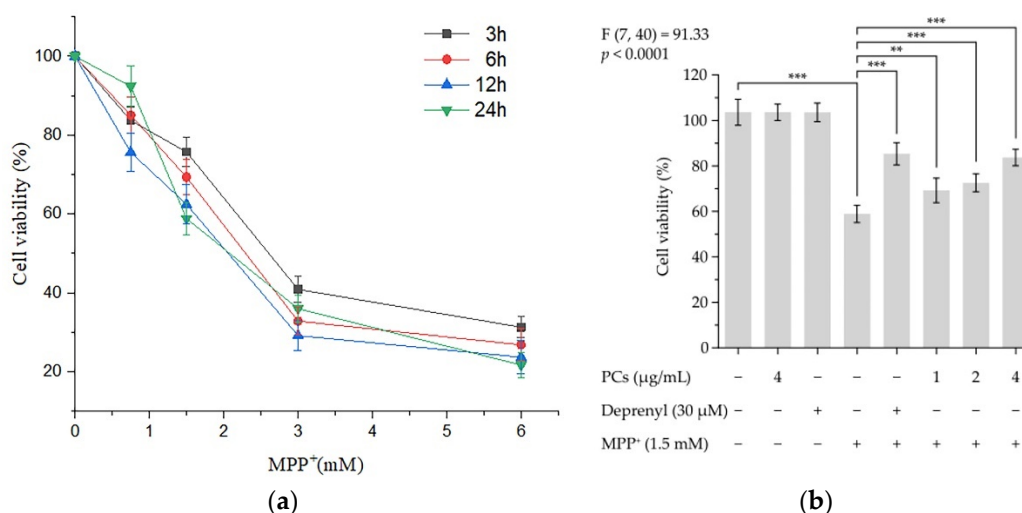 3h
6h
12h
24h
100
80
60
40
20
0 1 2 3 4 5 6
Cell viability (%)
MPP⁺(mM)
(a)
F (7, 40) = 91.33
p < 0.0001
***
***
**
***
***
120
100
80
60
40
20
0
Cell viability (%)
PCs (μg/mL) – 4 – – – 1 2 4
Deprenyl (30 μM) – – + – + – – –
MPP⁺ (1.5 mM) – – – + + + + +
(b)